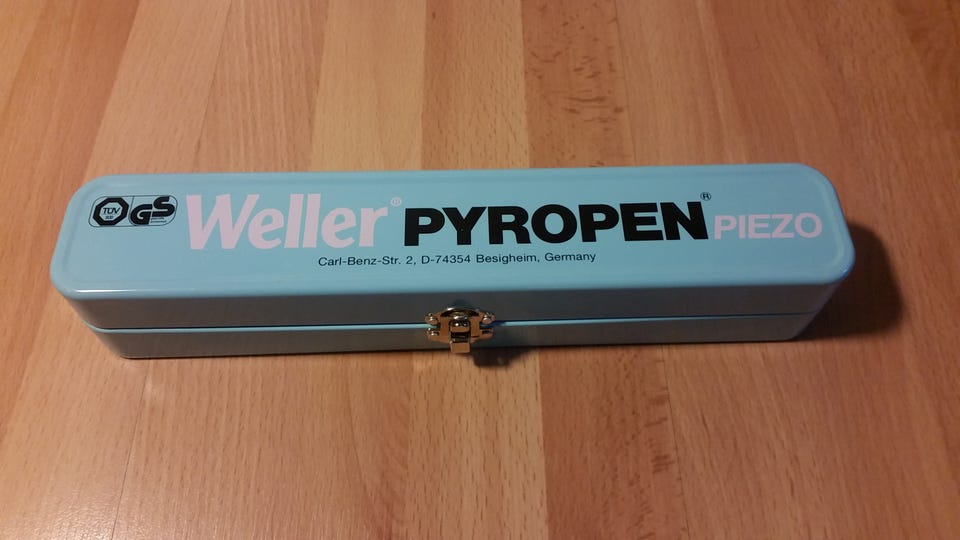 TÜV GS Weller® PYROPEN® PIEZO
Carl-Benz-Str. 2, D-74354 Besigheim, Germany